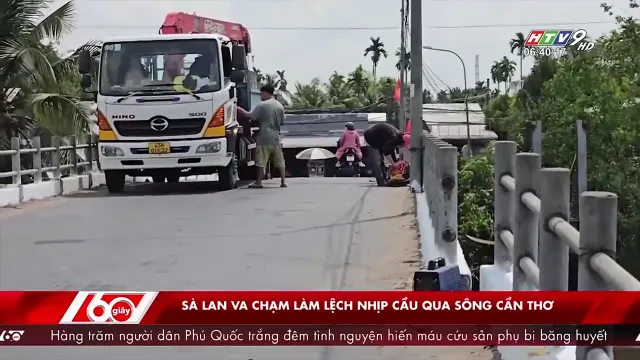 HTV9 HD
06:40:17
HINO
500
60 giây
SÀ LAN VA CHẠM LÀM LỆCH NHỊP CẦU QUA SÔNG CẦN THƠ
60
Hàng trăm người dân Phú Quốc trắng đêm tình nguyện hiến máu cứu sản phụ bị băng huyết